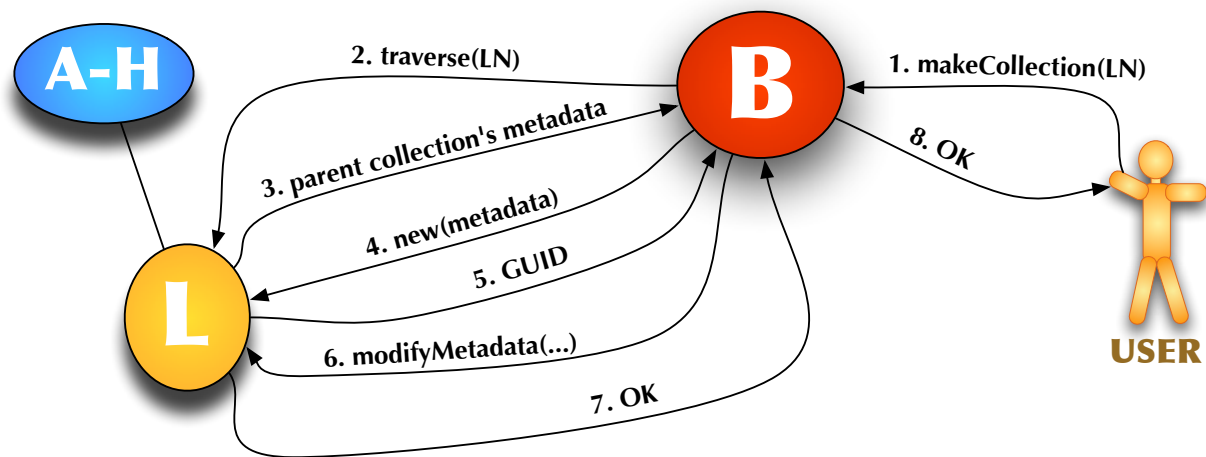 A-H
2. traverse(LN)
B
1. makeCollection(LN)
3. parent collection's metadata
8. OK
4. new(metadata)
5. GUID
L
6. modifyMetadata(...)
USER
7. OK